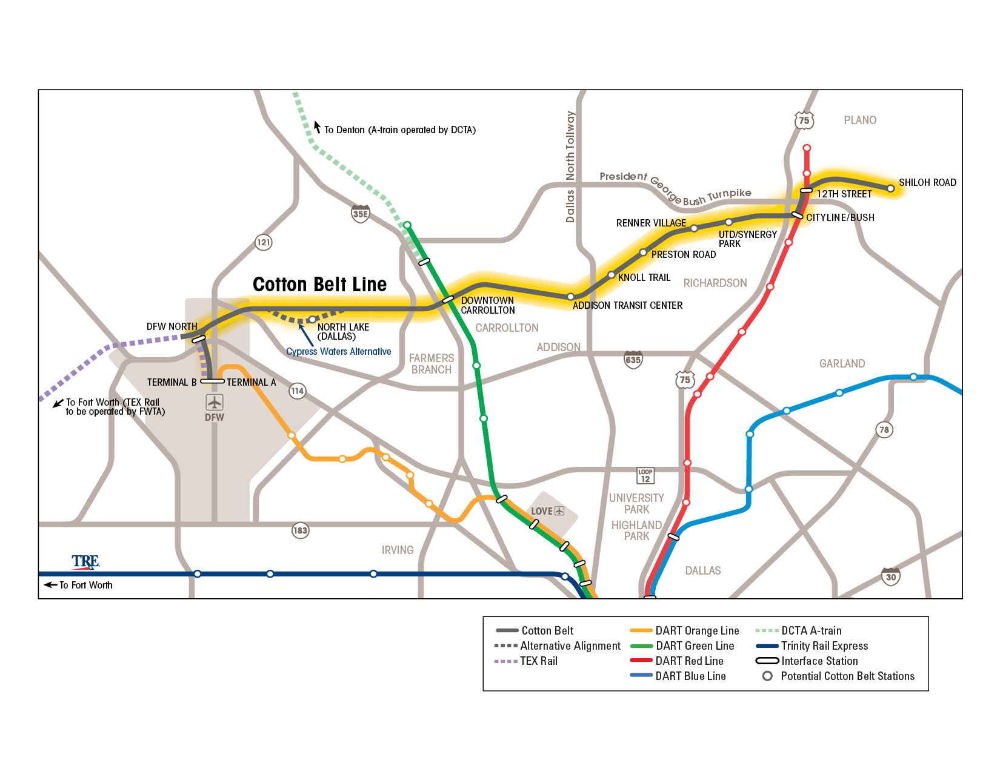 To Denton (A-train operated by DCTA)
Dallas North Tollway
75
PLANO
President George Bush Turnpike
SHILOH ROAD
12TH STREET
35E
CITYLINE/BUSH
RENNER VILLAGE
UTD/SYNERGY
PARK
121
PRESTON ROAD
Cotton Belt Line
KNOLL TRAIL
RICHARDSON
DOWNTOWN
CARROLLTON
ADDISON TRANSIT CENTER
DFW NORTH
NORTH LAKE
(DALLAS)
CARROLLTON
Cypress Waters Alternative
ADDISON
FARMERS
BRANCH
635
GARLAND
TERMINAL B
TERMINAL A
75
114
To Fort Worth (TEX Rail
to be operated by FWTA)
DFW
78
LOOP
12
UNIVERSITY
PARK
LOVE
HIGHLAND
PARK
183
IRVING
TRE
DALLAS
30
To Fort Worth
Cotton Belt
Alternative Alignment
TEX Rail
DART Orange Line
DART Green Line
DART Red Line
DART Blue Line
DCTA A-train
Trinity Rail Express
Interface Station
Potential Cotton Belt Stations